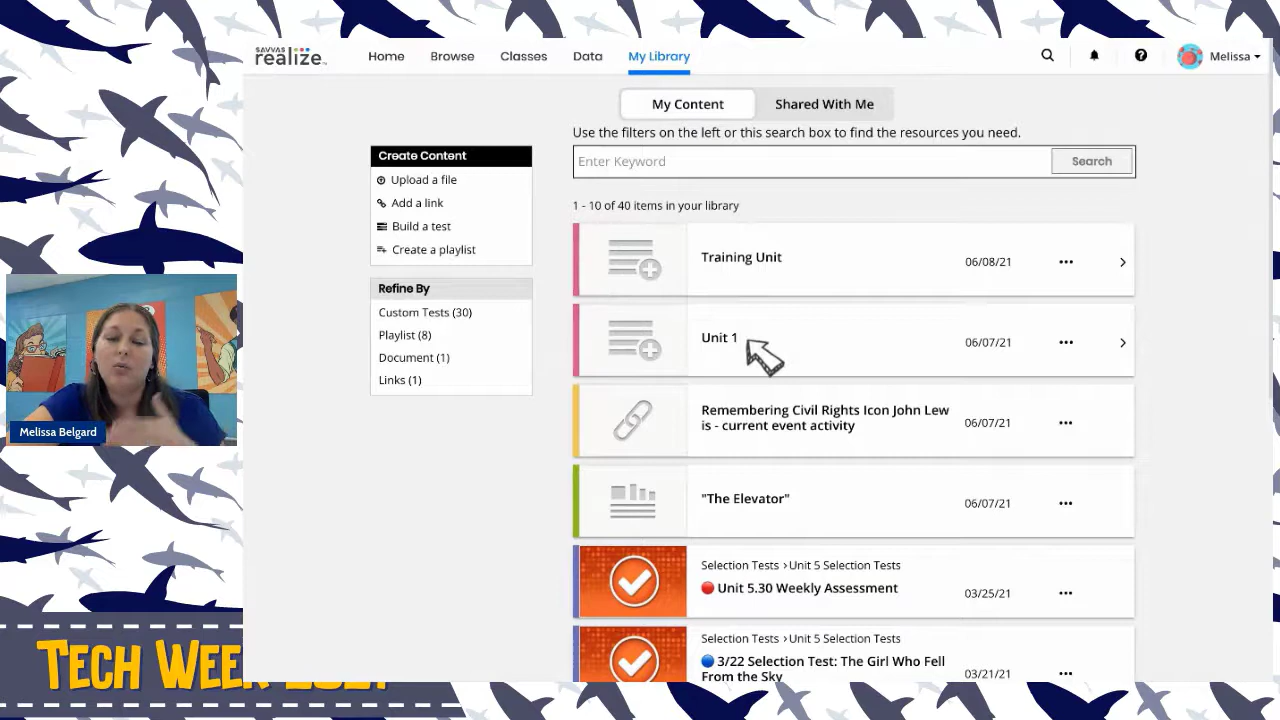 SAVVAS
realize
Home
Browse
Classes
Data
My Library
Melissa
My Content
Shared With Me
Use the filters on the left or this search box to find the resources you need.
Enter Keyword
Search
Create Content
Upload a file
Add a link
Build a test
Create a playlist
Refine By
Custom Tests (30)
Playlist (8)
Document (1)
Links (1)
1 - 10 of 40 items in your library
Training Unit
06/08/21
Unit 1
06/07/21
Remembering Civil Rights Icon John Lew
is - current event activity
06/07/21
"The Elevator"
06/07/21
Selection Tests › Unit 5 Selection Tests
Unit 5.30 Weekly Assessment
03/25/21
Selection Tests › Unit 5 Selection Tests
3/22 Selection Test: The Girl Who Fell
From the Sky
03/21/21
Melissa Belgard
TECH WEEK